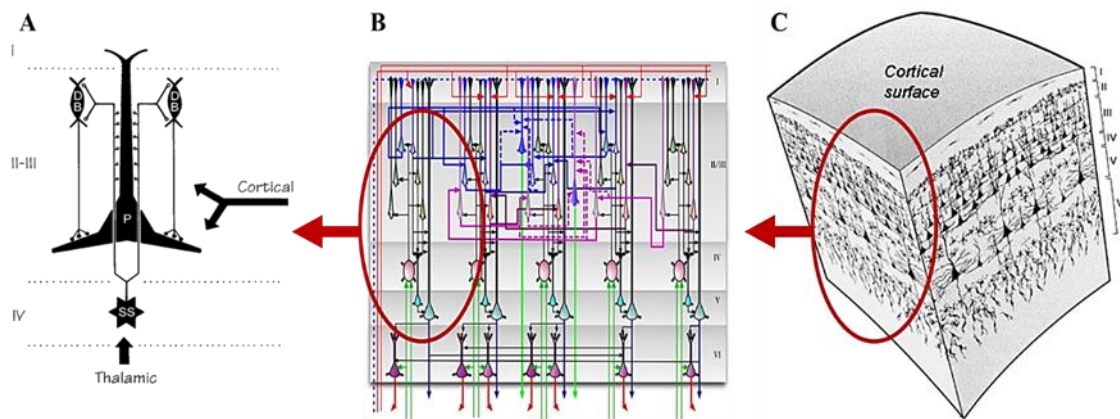 A
I
DB
DB
II-III
Cortical
P
IV
SS
Thalamic
B
I
II/III
IV
V
VI
C
Cortical
surface
I
II
III
IV
V